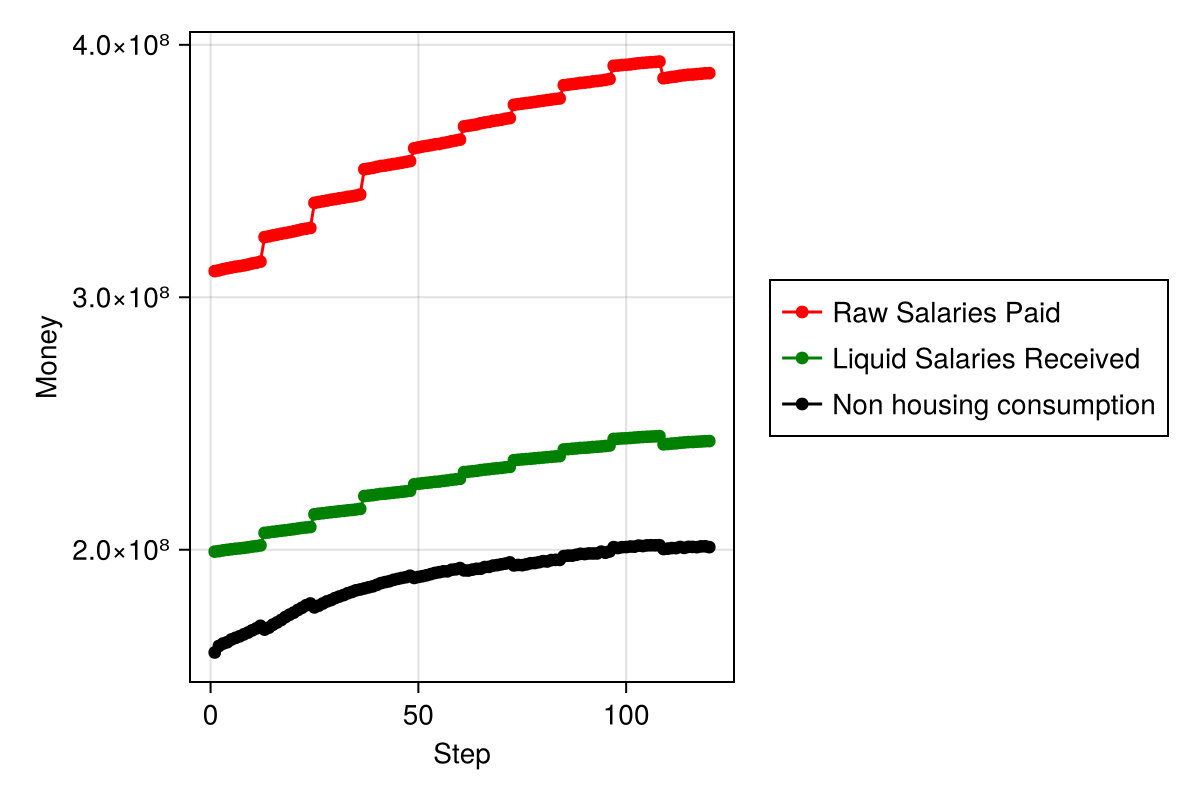 4.0×10⁸
3.0×10⁸
2.0×10⁸
Money
0
50
100
Step
Raw Salaries Paid
Liquid Salaries Received
Non housing consumption